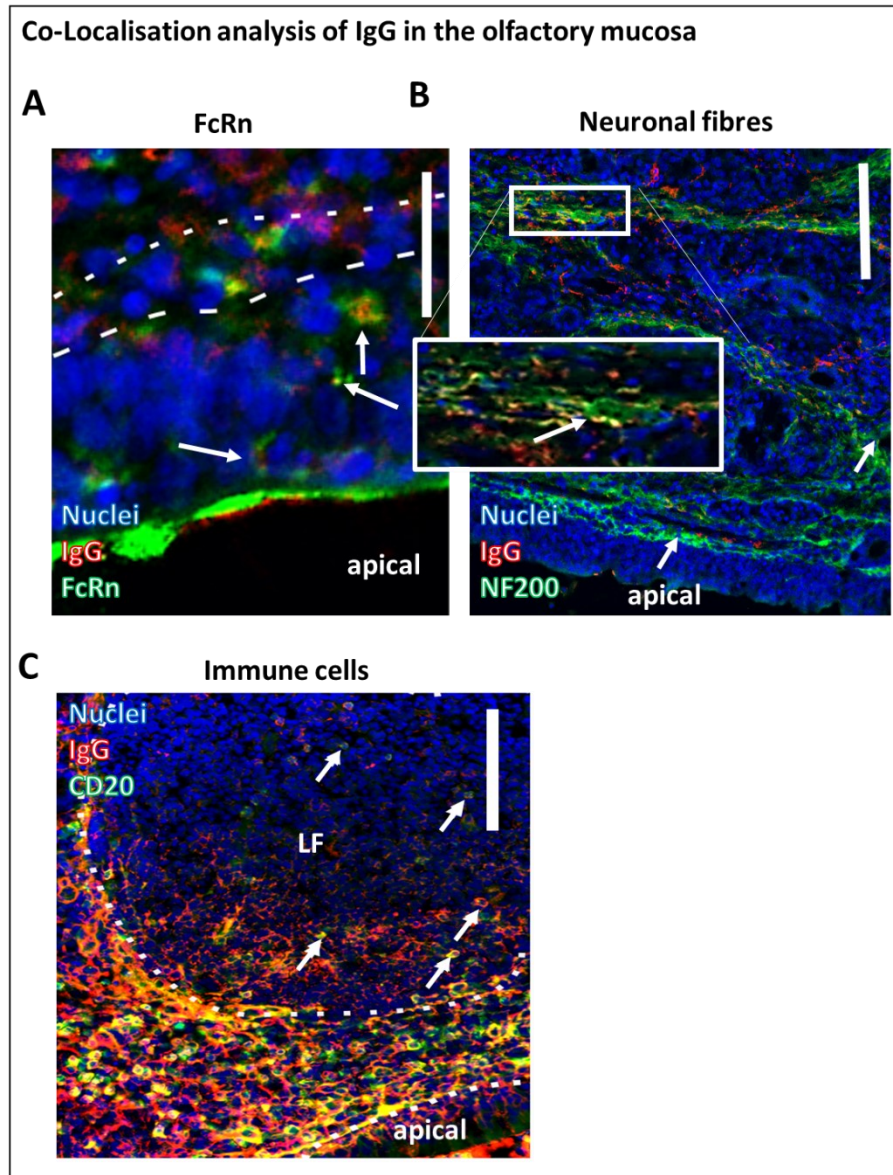 Co-Localisation analysis of IgG in the olfactory mucosa
A
FcRn
Nuclei
IgG
FcRn
apical
B
Neuronal fibres
Nuclei
IgG
NF200
apical
C
Immune cells
Nuclei
IgG
CD20
LF
apical